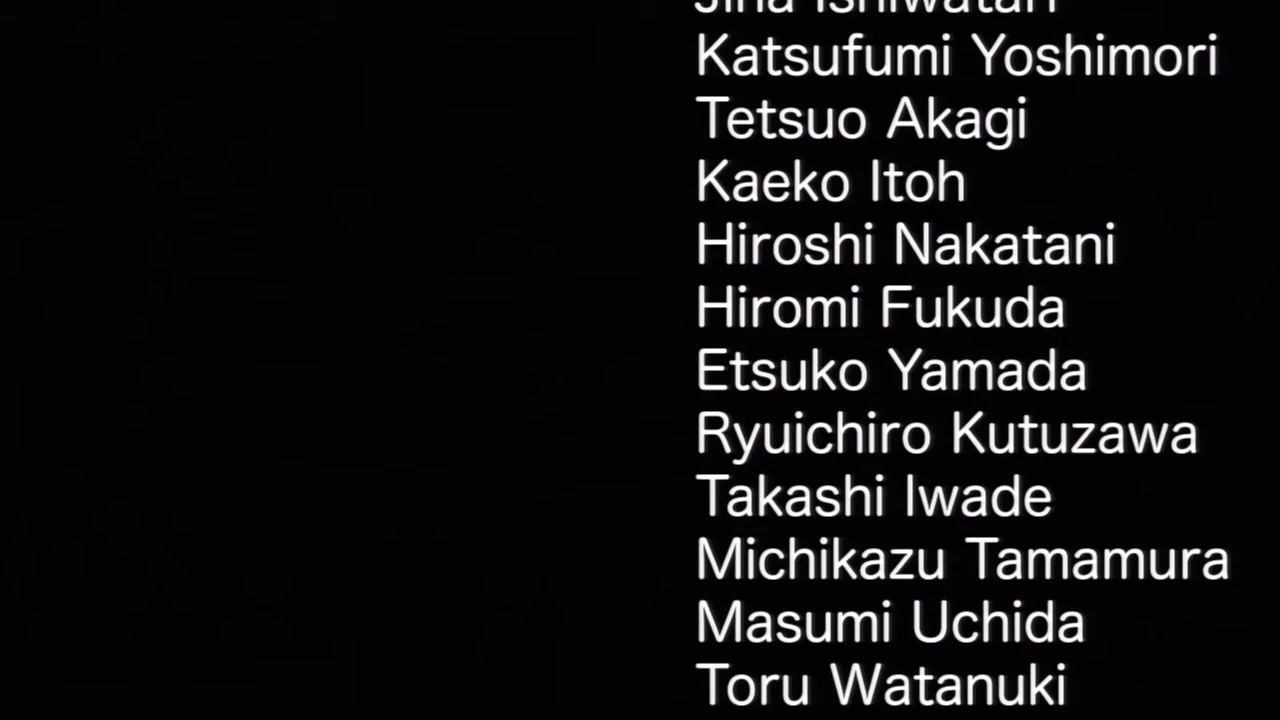 Katsufumi Yoshimori
Tetsuo Akagi
Kaeko Itoh
Hiroshi Nakatani
Hiromi Fukuda
Etsuko Yamada
Ryuichiro Kutuzawa
Takashi Iwade
Michikazu Tamamura
Masumi Uchida
Toru Watanuki